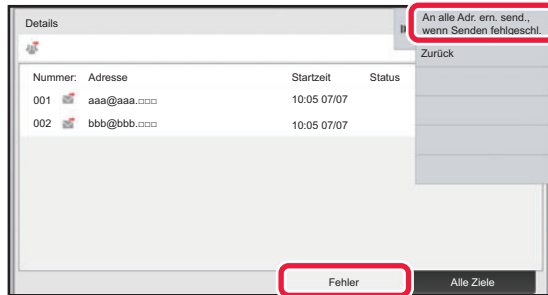 Details
An alle Adr. ern. send.,
wenn Senden fehlgeschl.
Zurück
Nummer: Adresse Startzeit Status
001 aaa@aaa.□□□ 10:05 07/07
002 bbb@bbb.□□□ 10:05 07/07
Fehler Alle Ziele